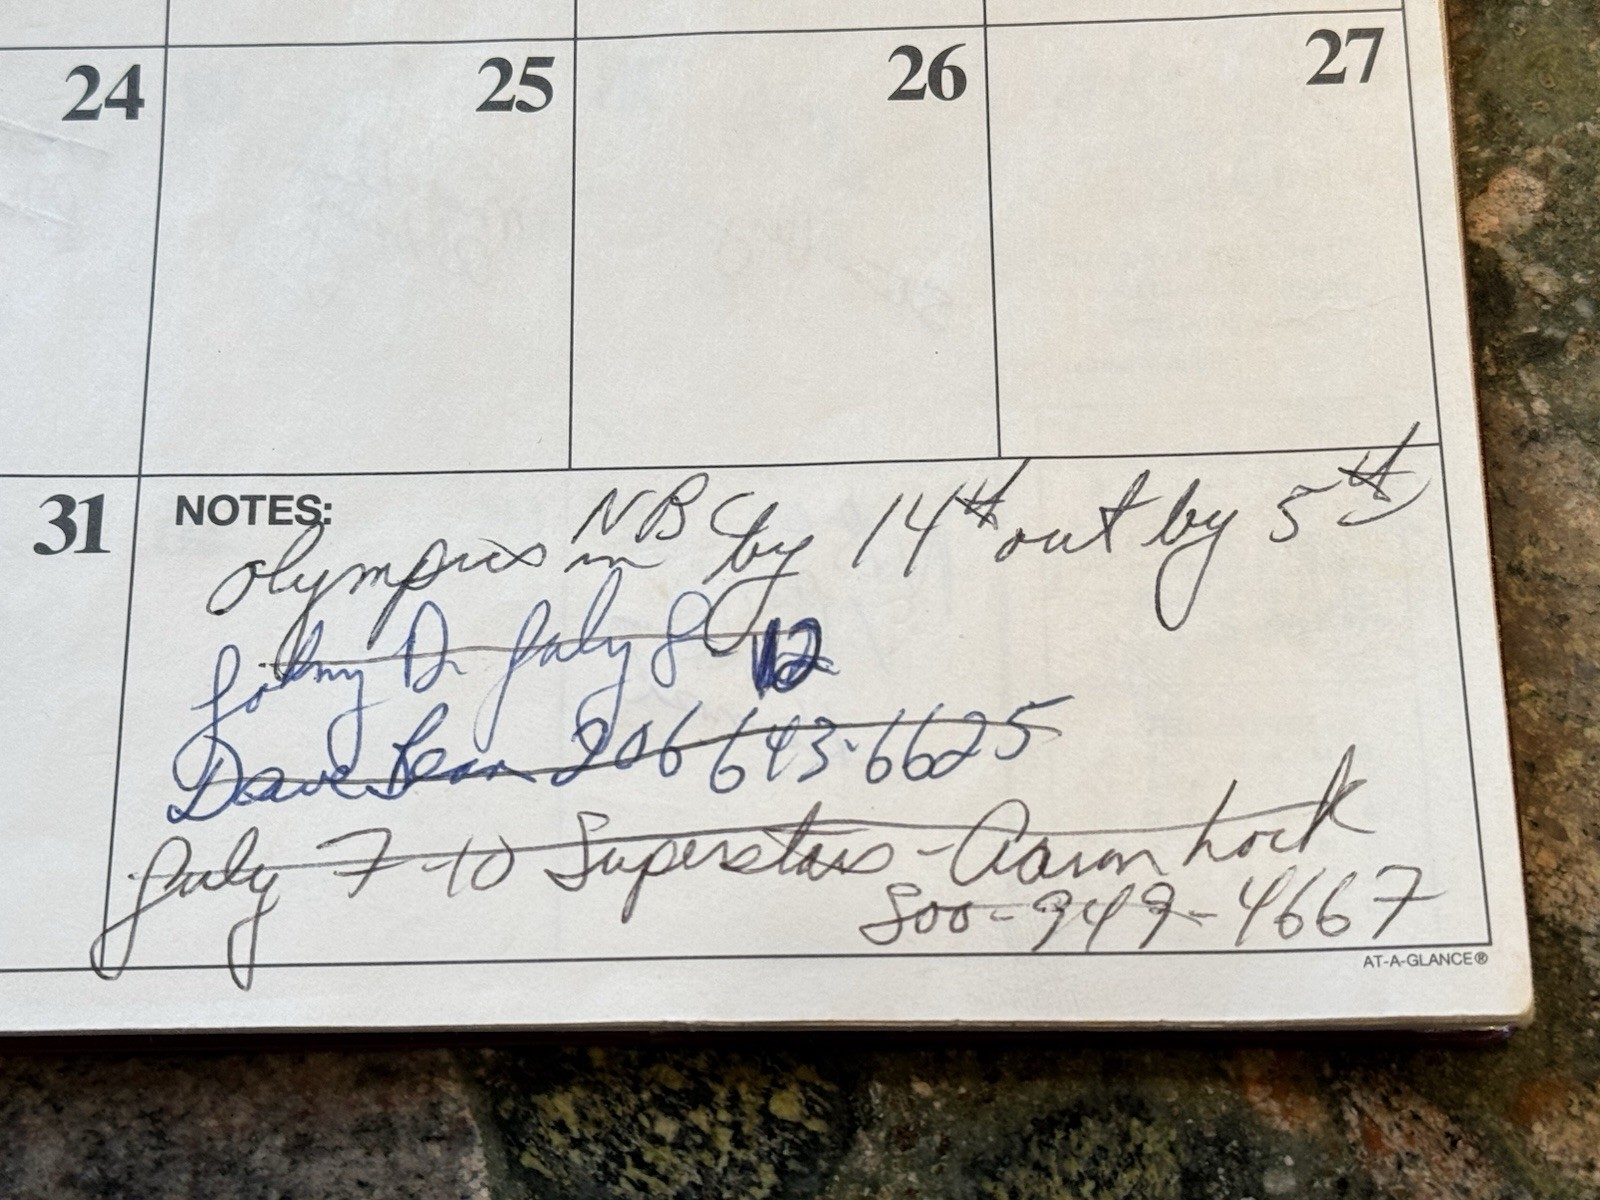 24 25 26 27
31 NOTES: NBC
Olympics in by 14th out by 5th
Johny D. July 8 12
Dave 206 643-6625
July 7-10 Superstars - Aaron
800-949-4667
AT-A-GLANCE®